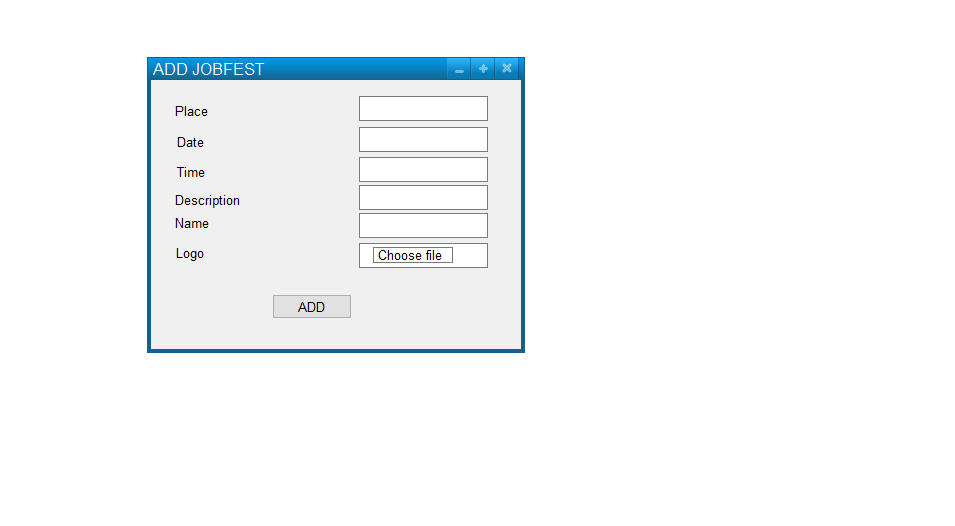 ADD JOBFEST
Place
Date
Time
Description
Name
Logo
Choose file
ADD